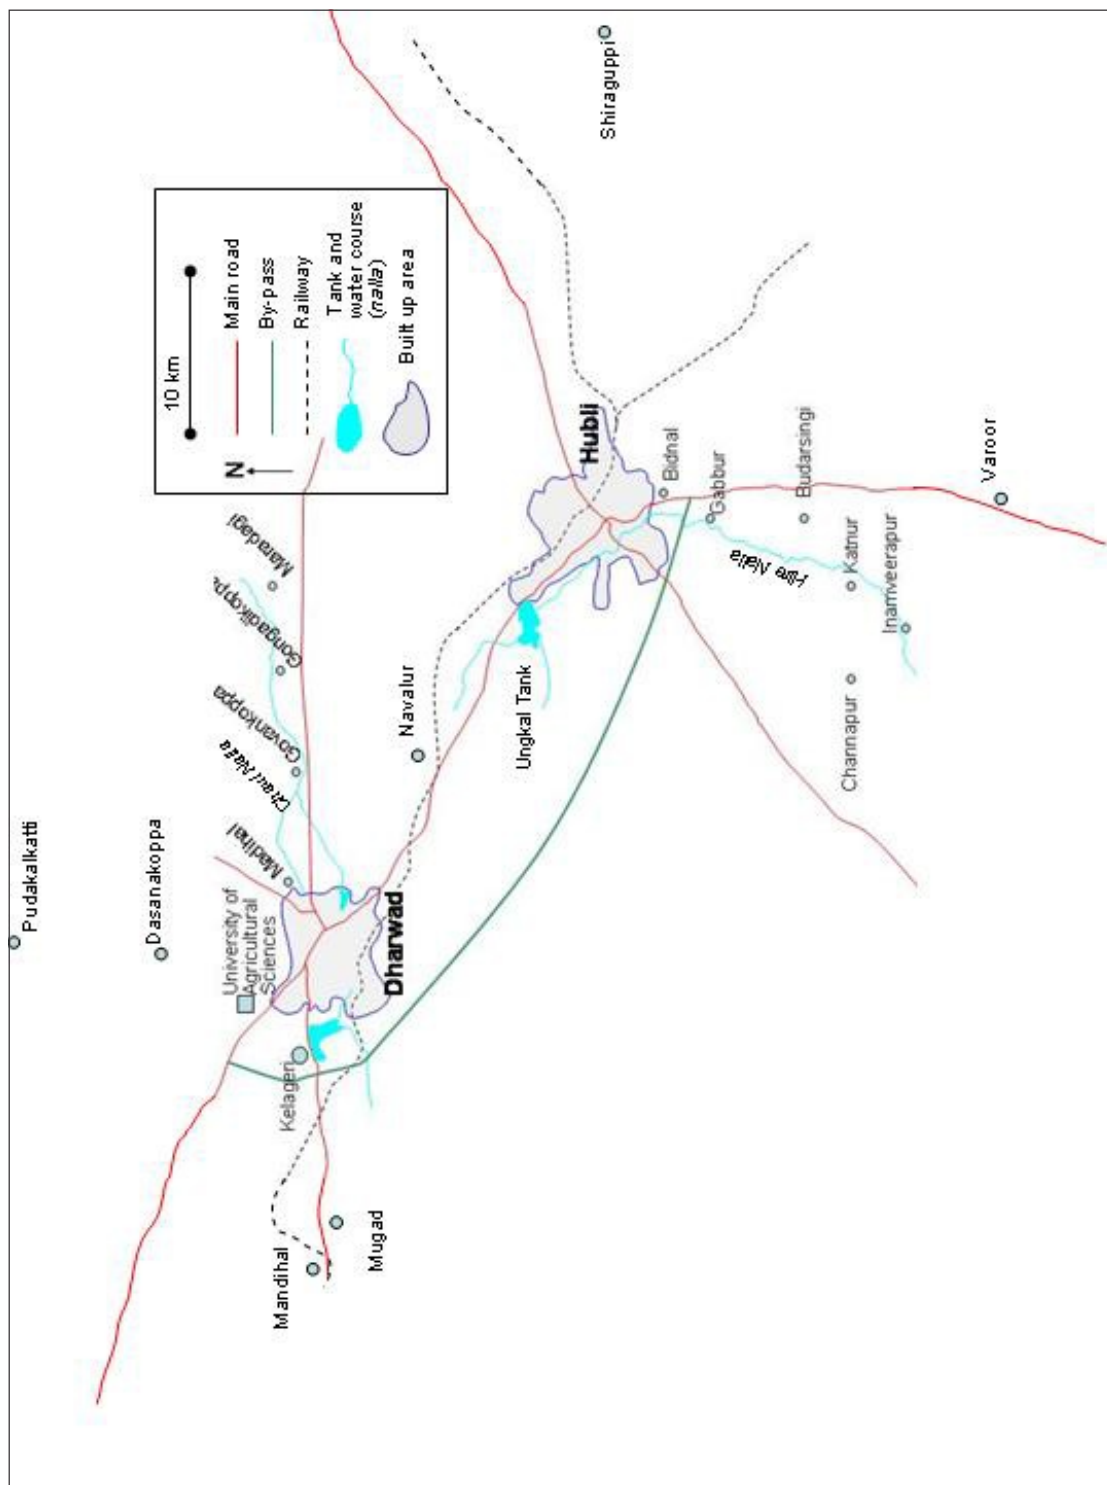 Pudakalkatti
Dasanakoppa
University of
Agricultural
Sciences
Madihal
Govankoppa
Gongadikoppa
Maradagi
N
10 km
Main road
By-pass
Railway
Tank and
water course
(nalla)
Built up area
Shiraguppi
Mandihal
Mugad
Kelageri
Dharwad
Navalur
Ungkal Tank
Hubli
Bidnal
Gabbur
Budarsingi
Varoor
Katnur
Inamveerapur
Channapur
Nalla